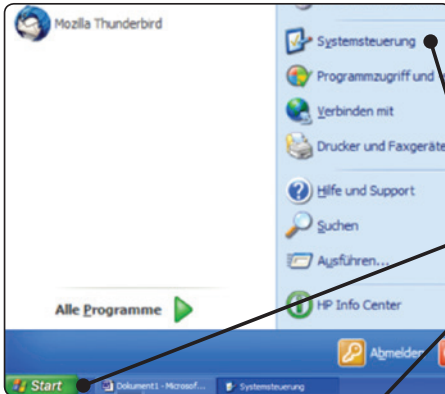 Mozilla Thunderbird
Systemsteuerung
Programmzugriff und
Verbinden mit
Drucker und Faxgeräte
Hilfe und Support
Suchen
Ausführen...
HP Info Center
Alle Programme
Abmelden
Start
Dokument1 - Microsof...
Systemsteuerung